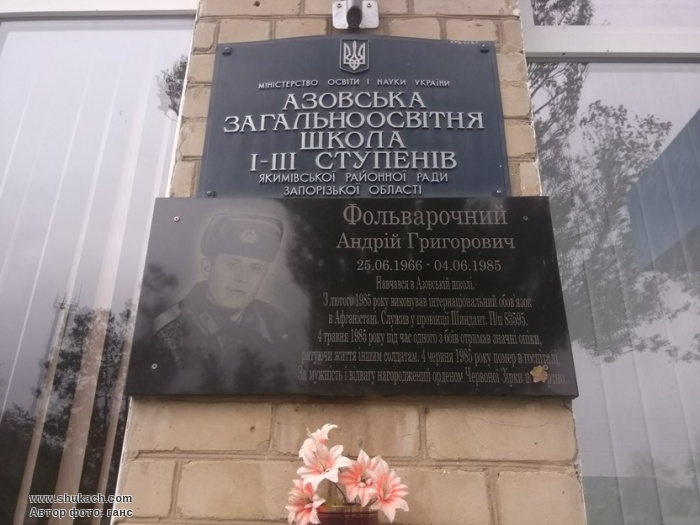 МІНІСТЕРСТВО ОСВІТИ І НАУКИ УКРАЇНИ
АЗОВСЬКА
ЗАГАЛЬНООСВІТНЯ
ШКОЛА
І-ІІІ СТУПЕНІВ
ЯКИМІВСЬКОЇ РАЙОННОЇ РАДИ
ЗАПОРІЗЬКОЇ ОБЛАСТІ
Фольварочний
Андрій Григорович
25.06.1966 - 04.06.1985
Навчався в Азовській школі.
З лютого 1985 року виконував інтернаціональний обов'язок
в Афганістані. Служив у провінції Шиндант. П/п 83595.
4 травня 1985 року під час одного з боїв отримав значні опіки,
рятуючи життя іншим солдатам. 4 червня 1985 року помер в госпіталі.
За мужність і відвагу нагороджений орденом Червоної Зірки
www.shukach.com
Автор фото: ганс